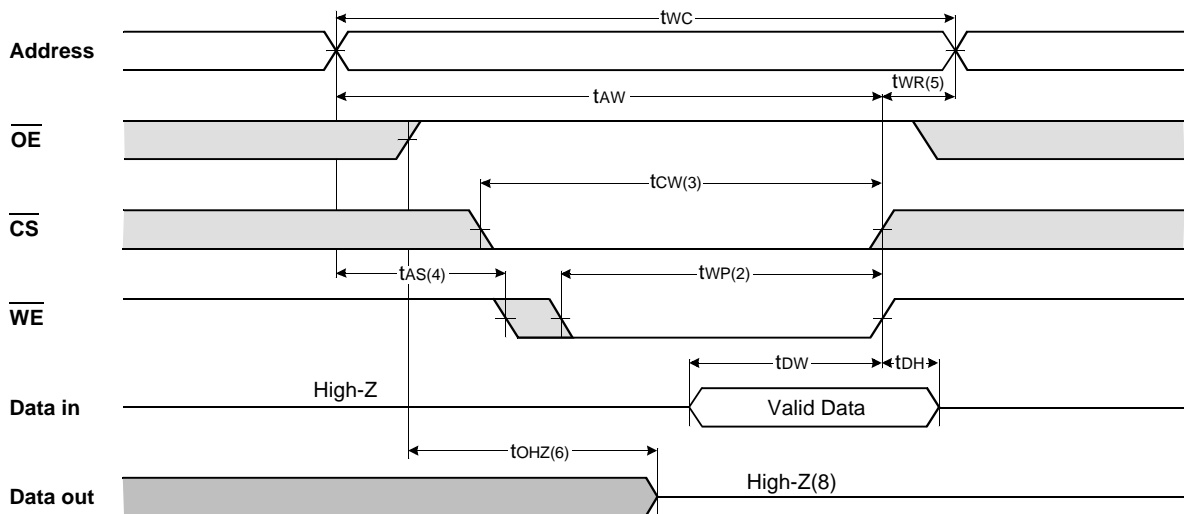 tWC
Address
tWR(5)
tAW
OE
tCW(3)
CS
tAS(4)
tWP(2)
WE
tDW
tDH
High-Z
Data in
Valid Data
tOHZ(6)
High-Z(8)
Data out